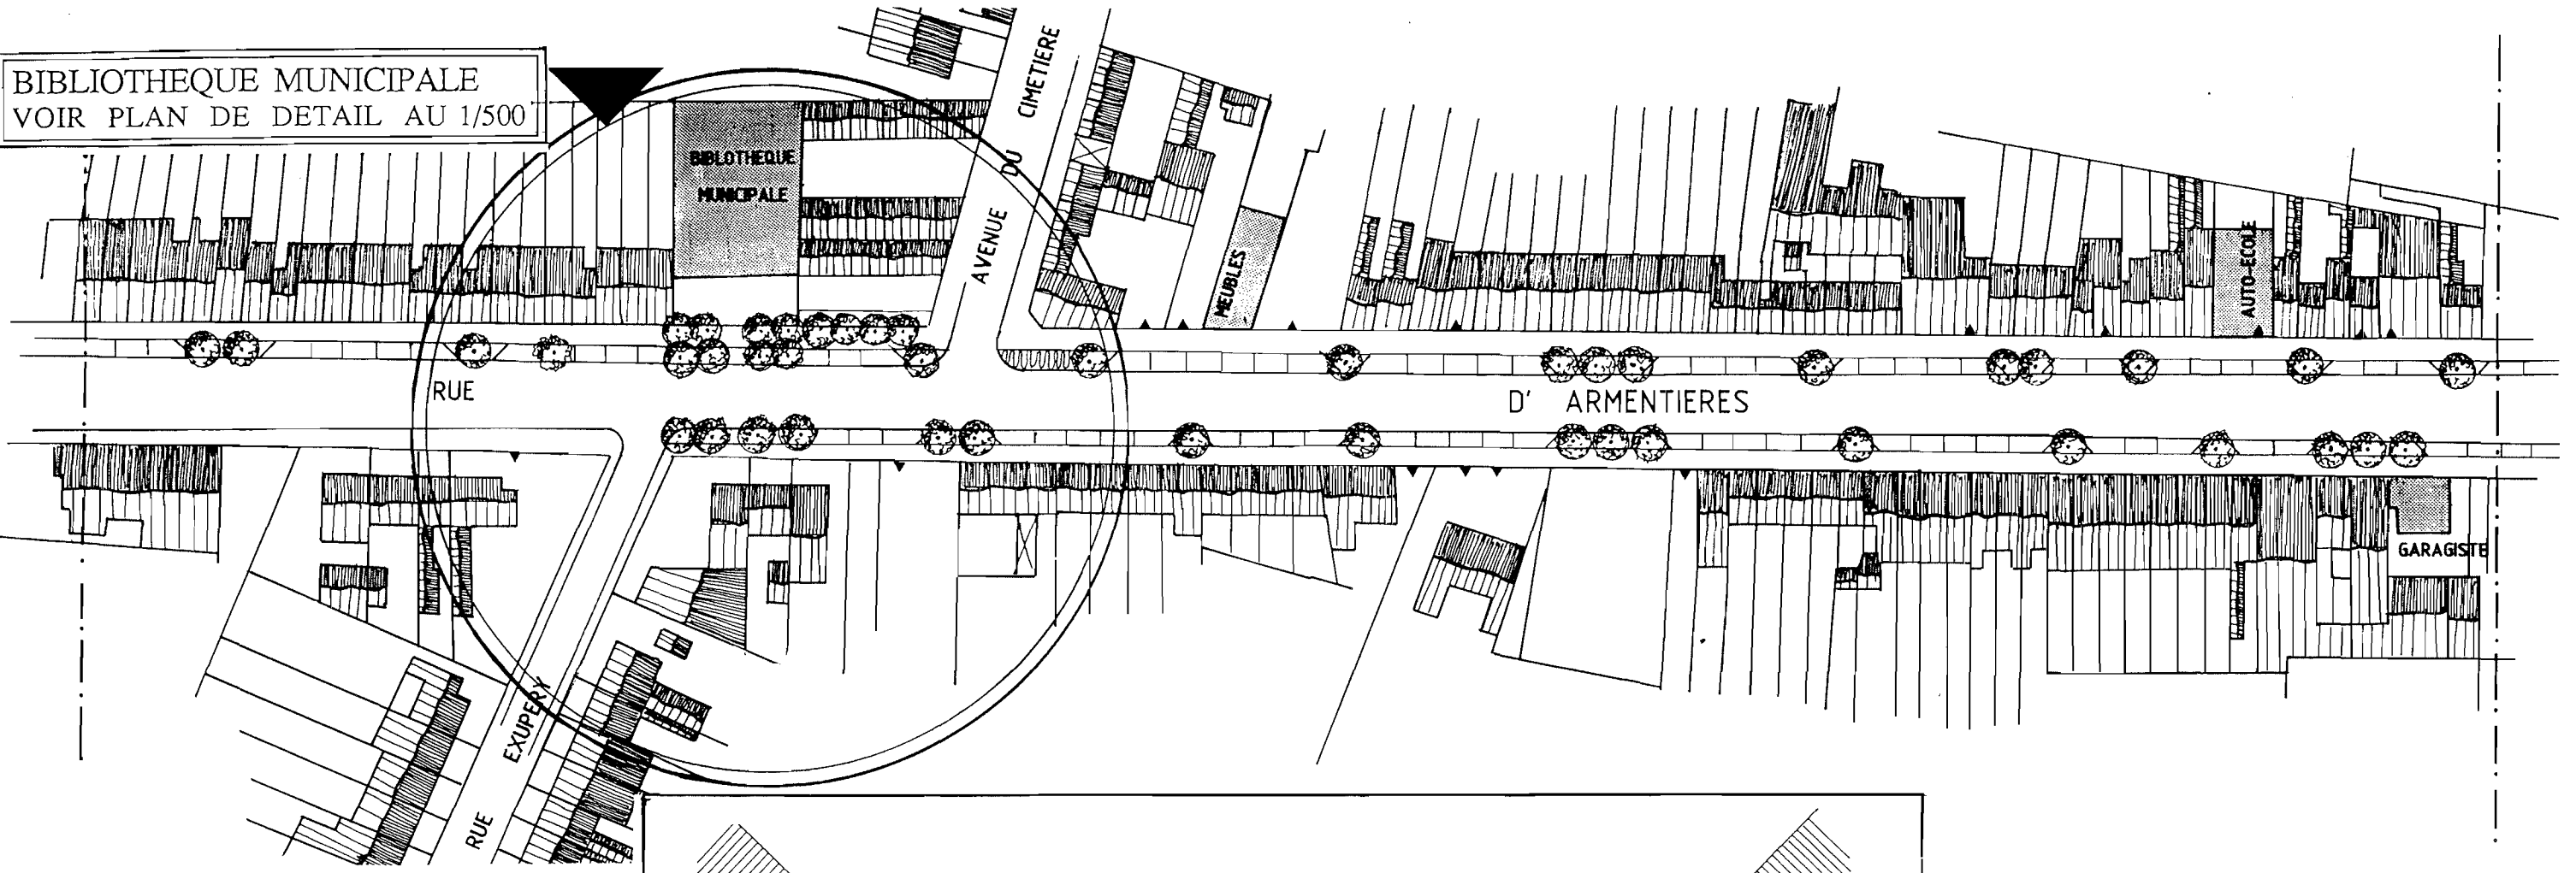 BIBLIOTHEQUE MUNICIPALE
VOIR PLAN DE DETAIL AU 1/500
BIBLOTHEQUE
MUNICIPALE
AVENUE DU CIMETIERE
MEUBLES
AUTO-ECOLE
RUE
D' ARMENTIERES
GARAGISTE
RUE EXUPERY